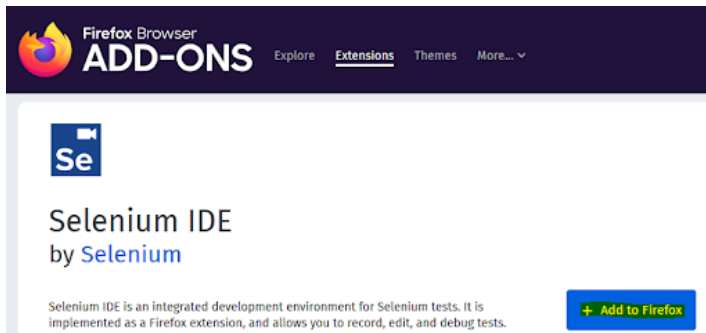 Firefox Browser
ADD-ONS
Explore Extensions Themes More...
Se
Selenium IDE
by Selenium
Selenium IDE is an integrated development environment for Selenium tests. It is
implemented as a Firefox extension, and allows you to record, edit, and debug tests.
+ Add to Firefox